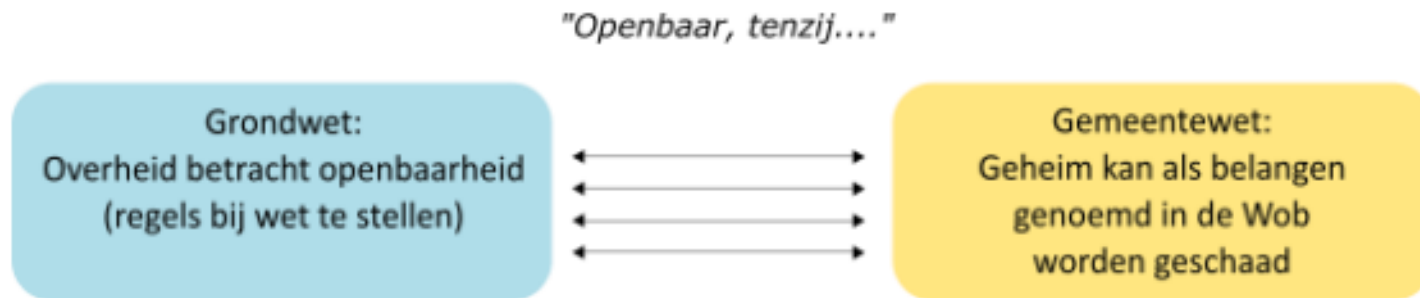 "Openbaar, tenzij...."
Grondwet:
Overheid betracht openbaarheid
(regels bij wet te stellen)
Gemeentewet:
Geheim kan als belangen
genoemd in de Wob
worden geschaad